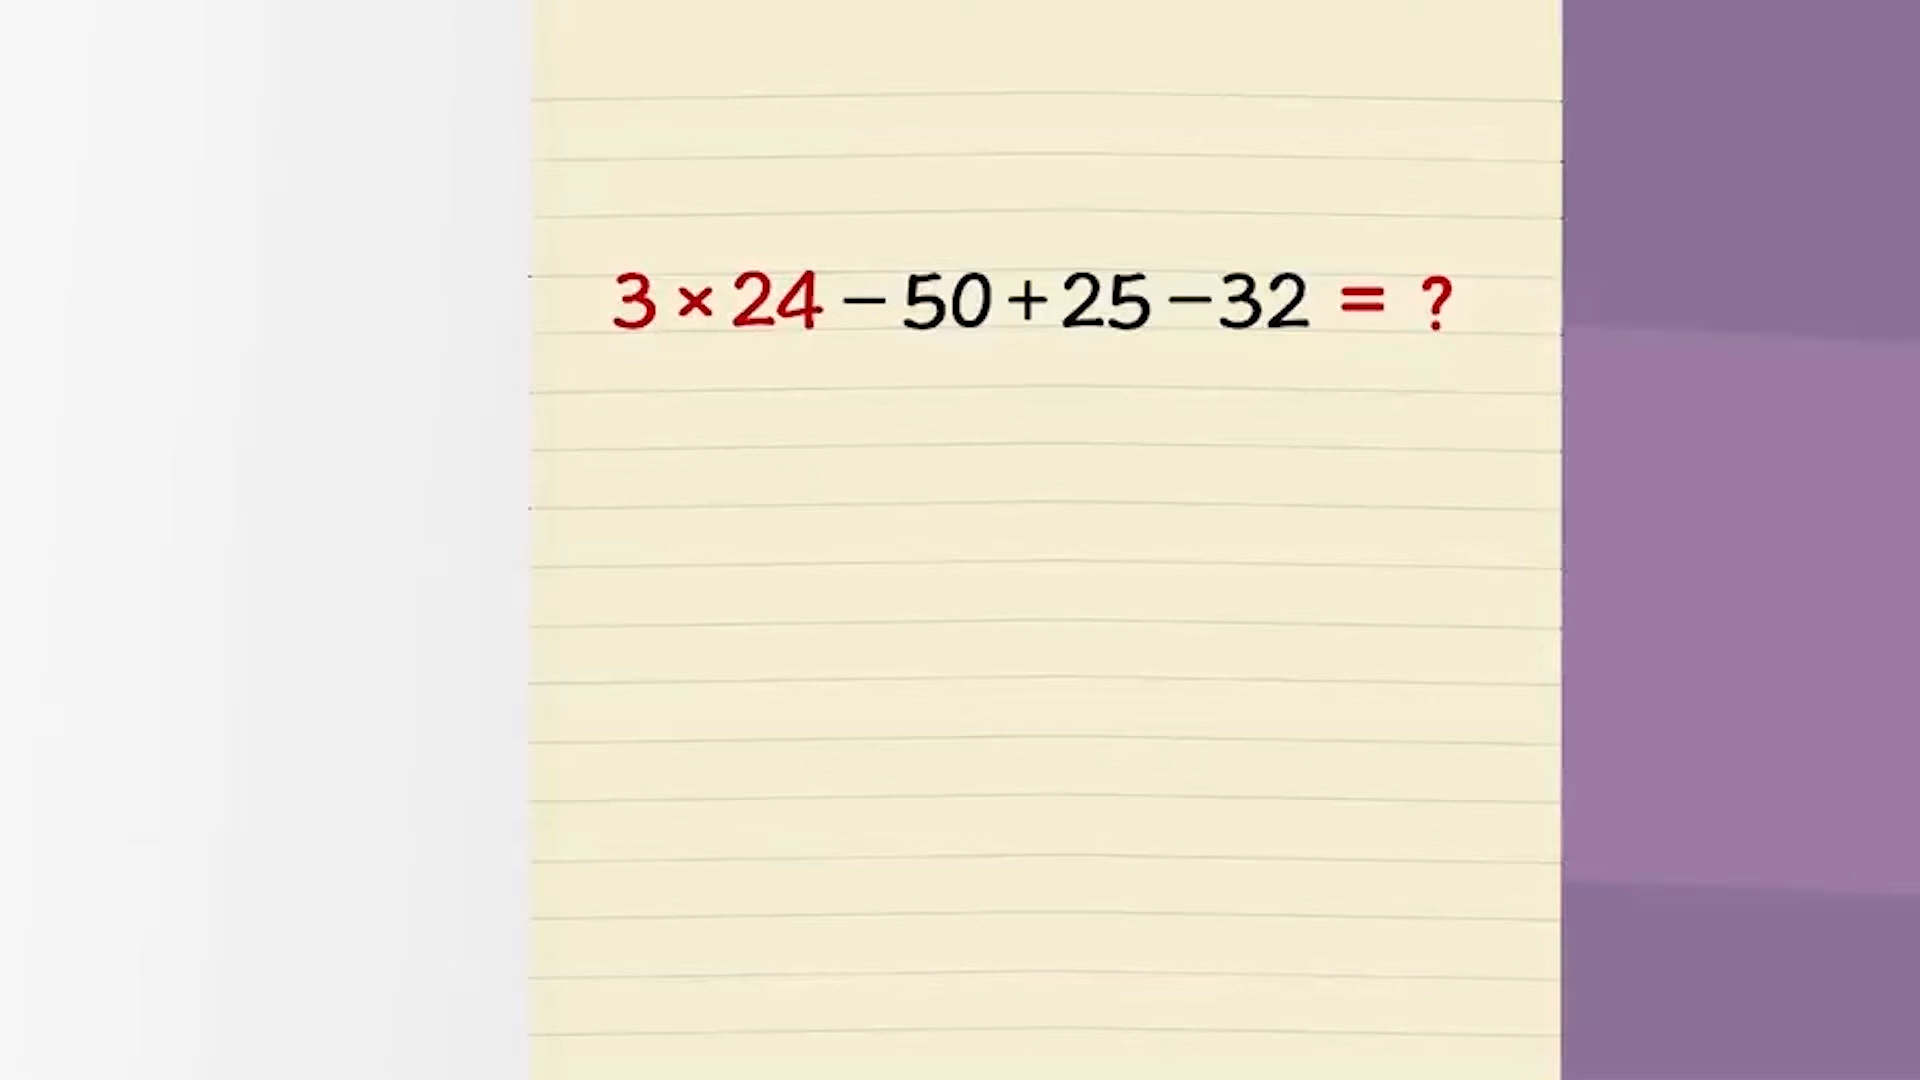 3 × 24 − 50 + 25 − 32 = ?